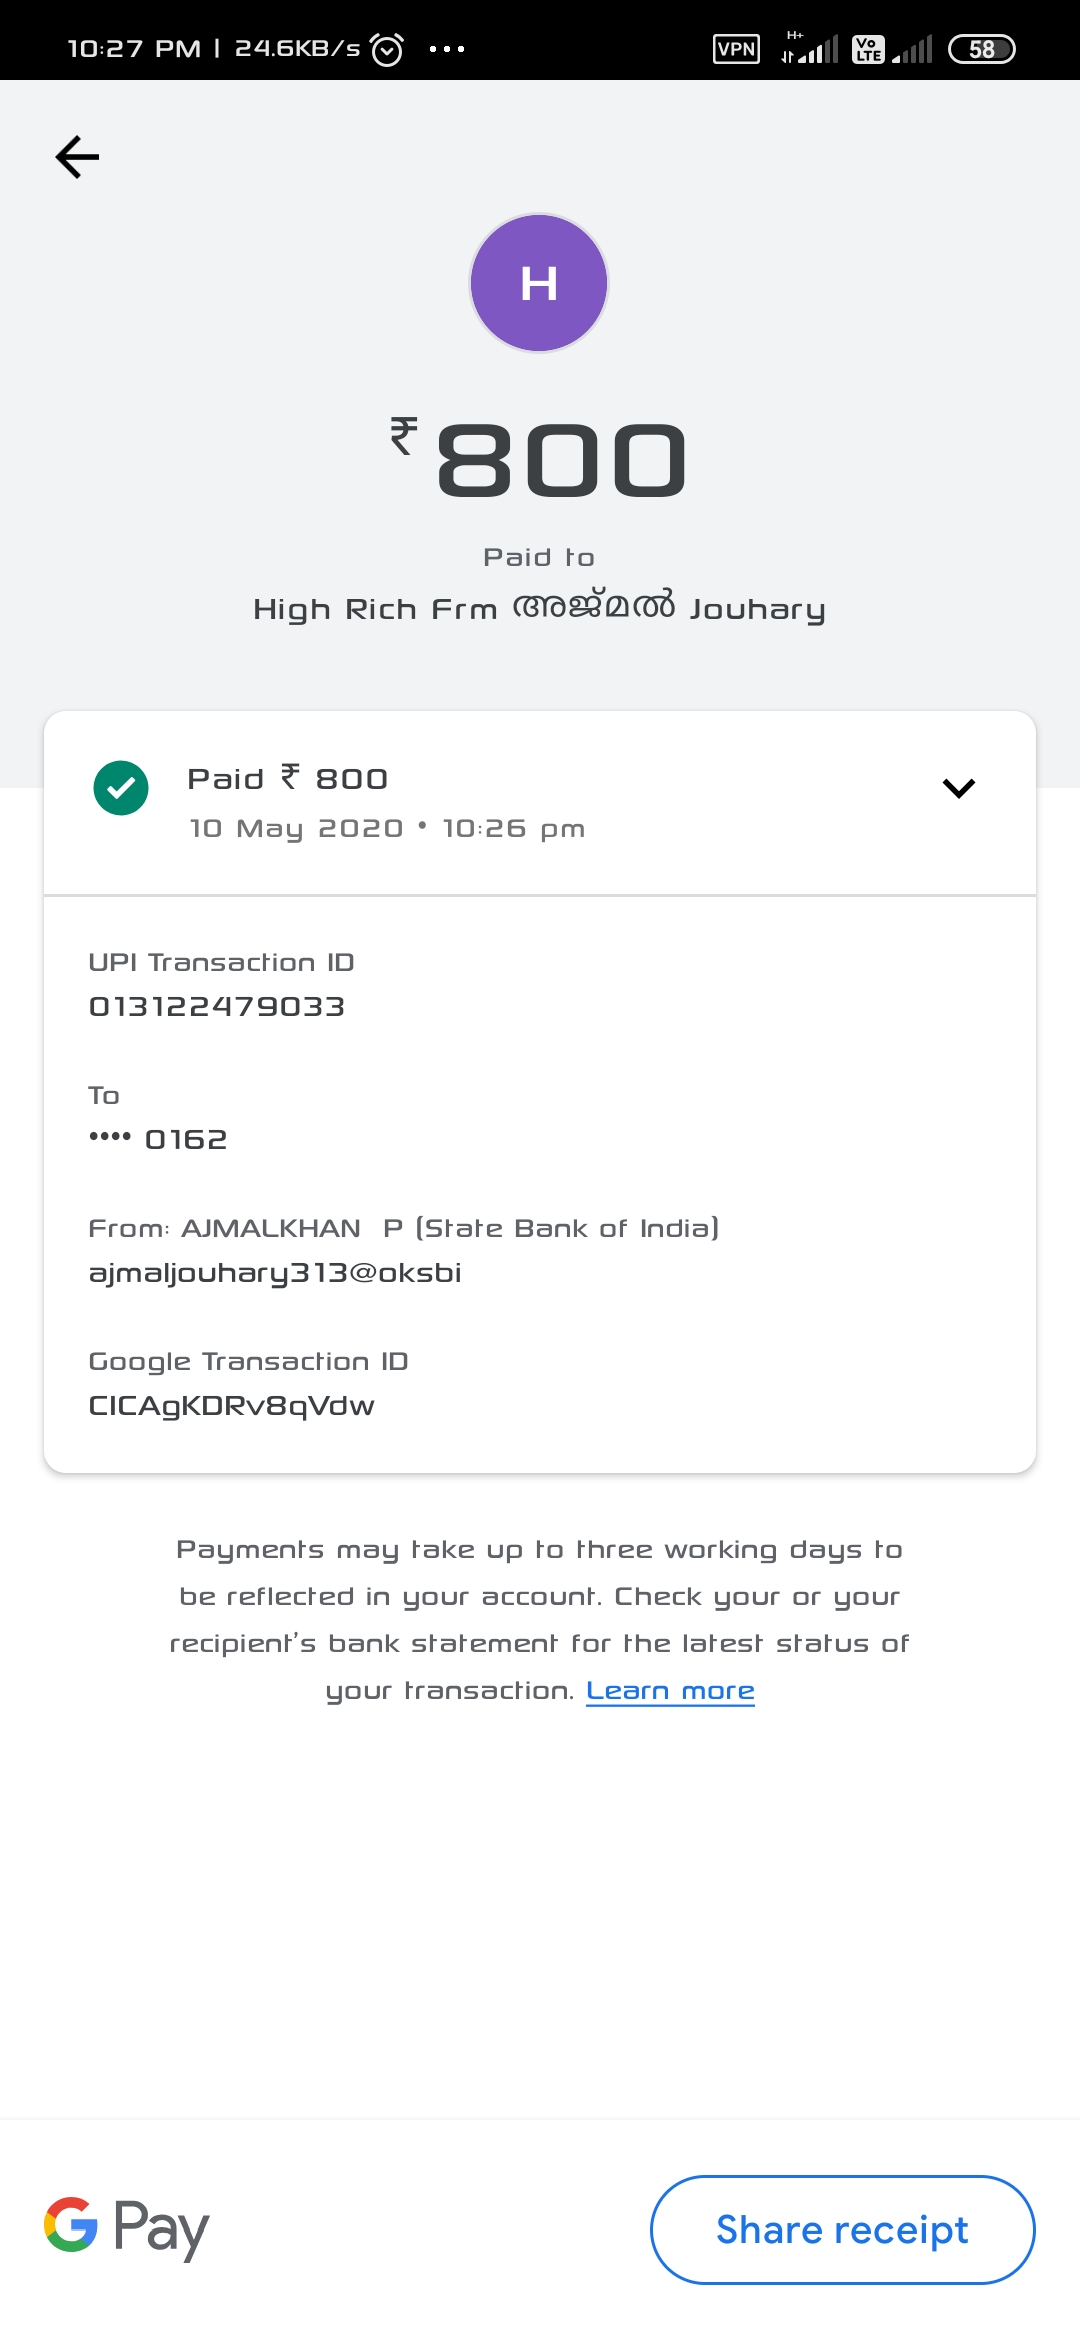 10:27 PM | 24.6KB/s ...
VPN H+ Vo LTE 58
H
₹800
Paid to
High Rich Frm അജ്മൽ Jouhary
Paid ₹ 800
10 May 2020 • 10:26 pm
UPI Transaction ID
013122479033
To
•••• 0162
From: AJMALKHAN  P (State Bank of India)
ajmaljouhary313@oksbi
Google Transaction ID
CICAgKDRv8qVdw
Payments may take up to three working days to
be reflected in your account. Check your or your
recipient's bank statement for the latest status of
your transaction. Learn more
G Pay
Share receipt